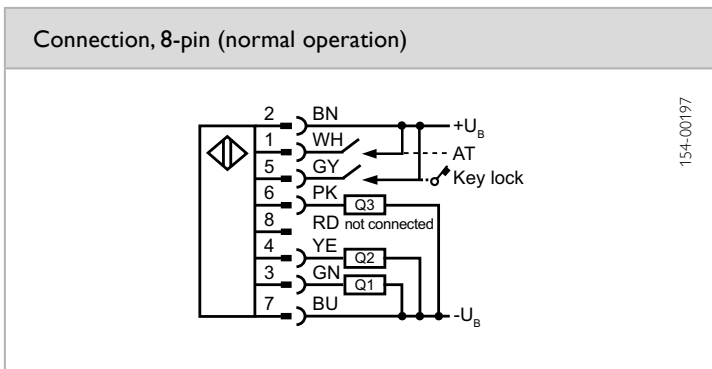 Connection, 8-pin (normal operation)
154-00197
2 BN +U_B
1 WH AT
5 GY Key lock
6 PK Q3
8 RD not connected
4 YE Q2
3 GN Q1
7 BU -U_B